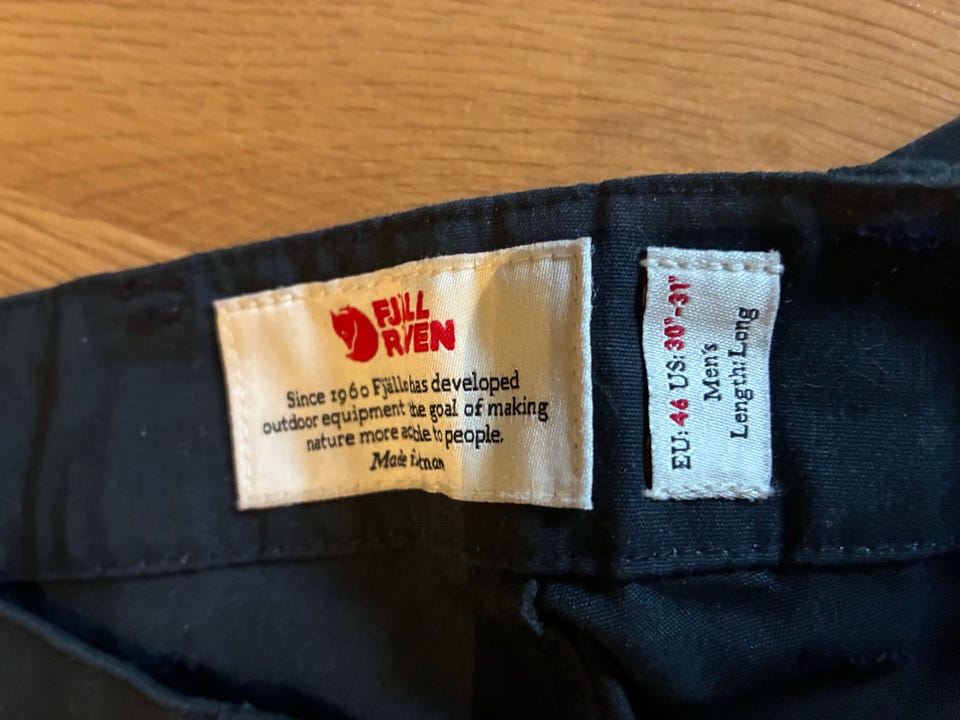 FJÄLL
RÄVEN
Since 1960 has developed
outdoor equipment the goal of making
nature more to people.
Made
EU: 46 US: 30"-31"
Men's
Length: Long